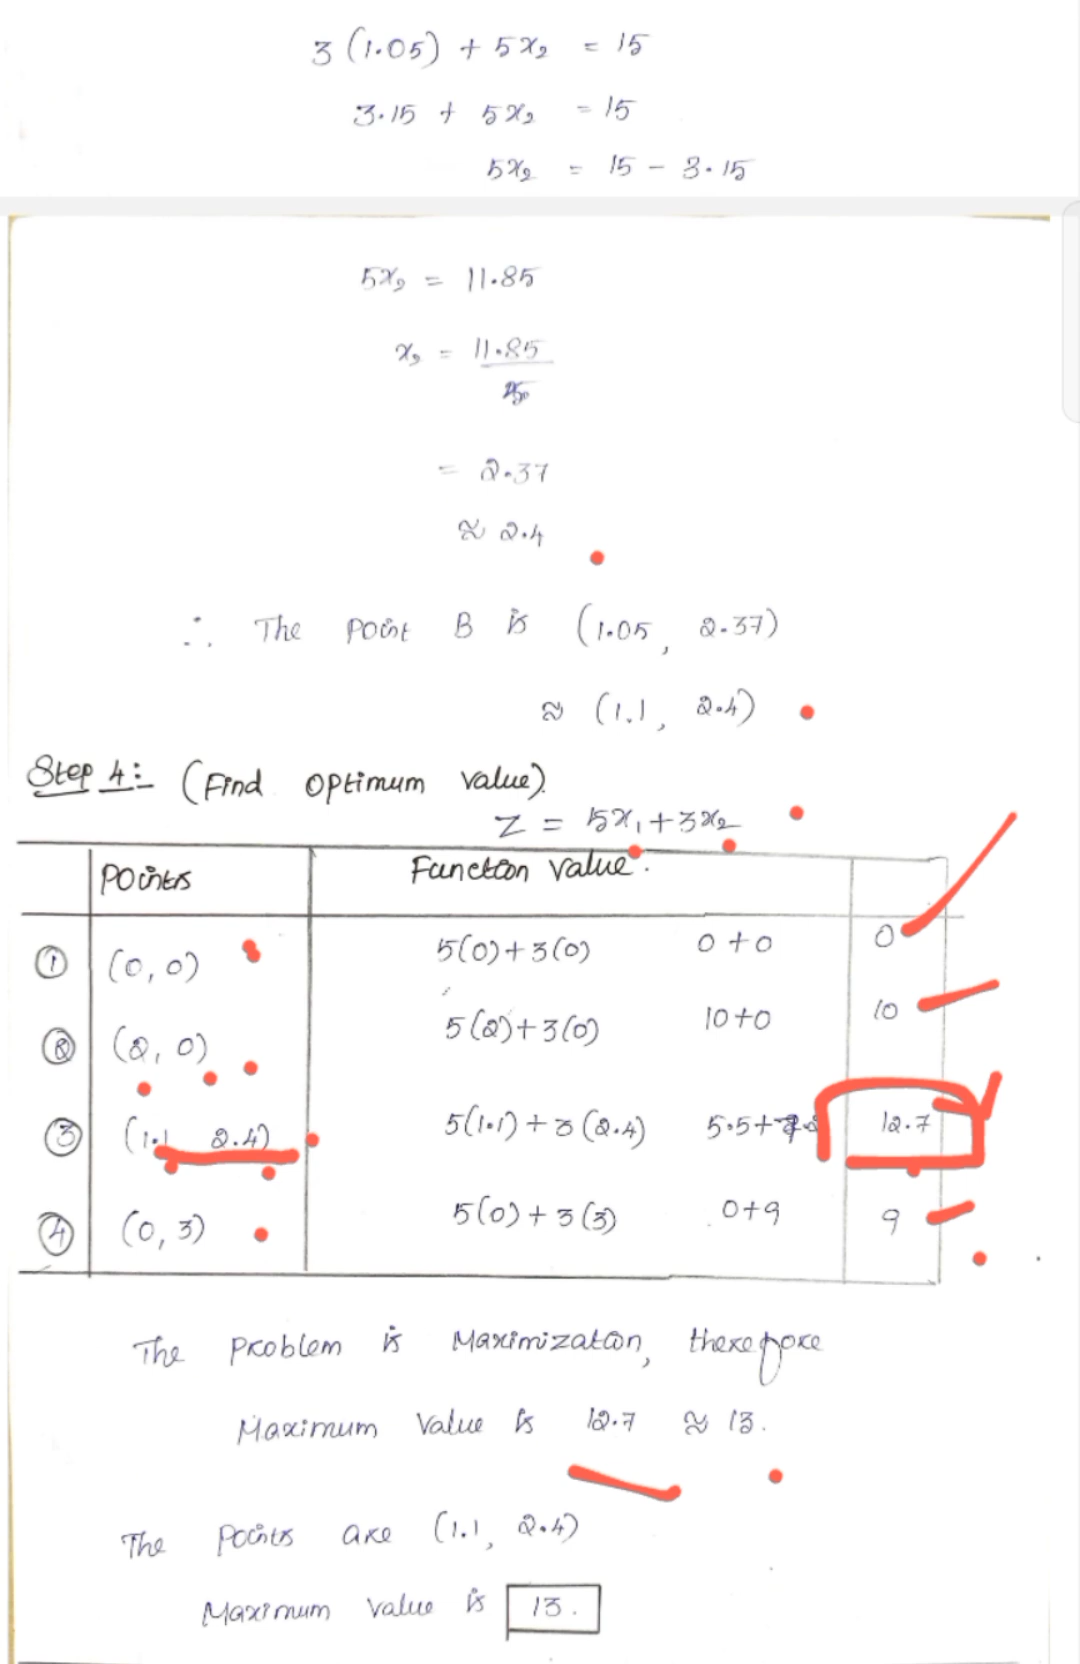 3 (1.05) + 5x₂ = 15
3.15 + 5x₂ = 15
5x₂ = 15 - 3.15
5x₂ = 11.85
x₂ = 11.85
= 2.37
≈ 2.4
∴ The Point B is (1.05, 2.37)
≈ (1.1, 2.4)
Step 4:- (Find Optimum value).
Z = 5x₁+3x₂
Points Function value.
① (0,0) 5(0)+3(0) 0+0 0
② (2,0) 5(2)+3(0) 10+0 10
③ (1.1 2.4) 5(1.1)+3(2.4) 5.5+ 12.7
④ (0,3) 5(0)+3(3) 0+9 9
The Problem is Maximization, therefore
Maximum Value is 12.7 ≈ 13.
The Points are (1.1, 2.4)
Maximum value is 13.